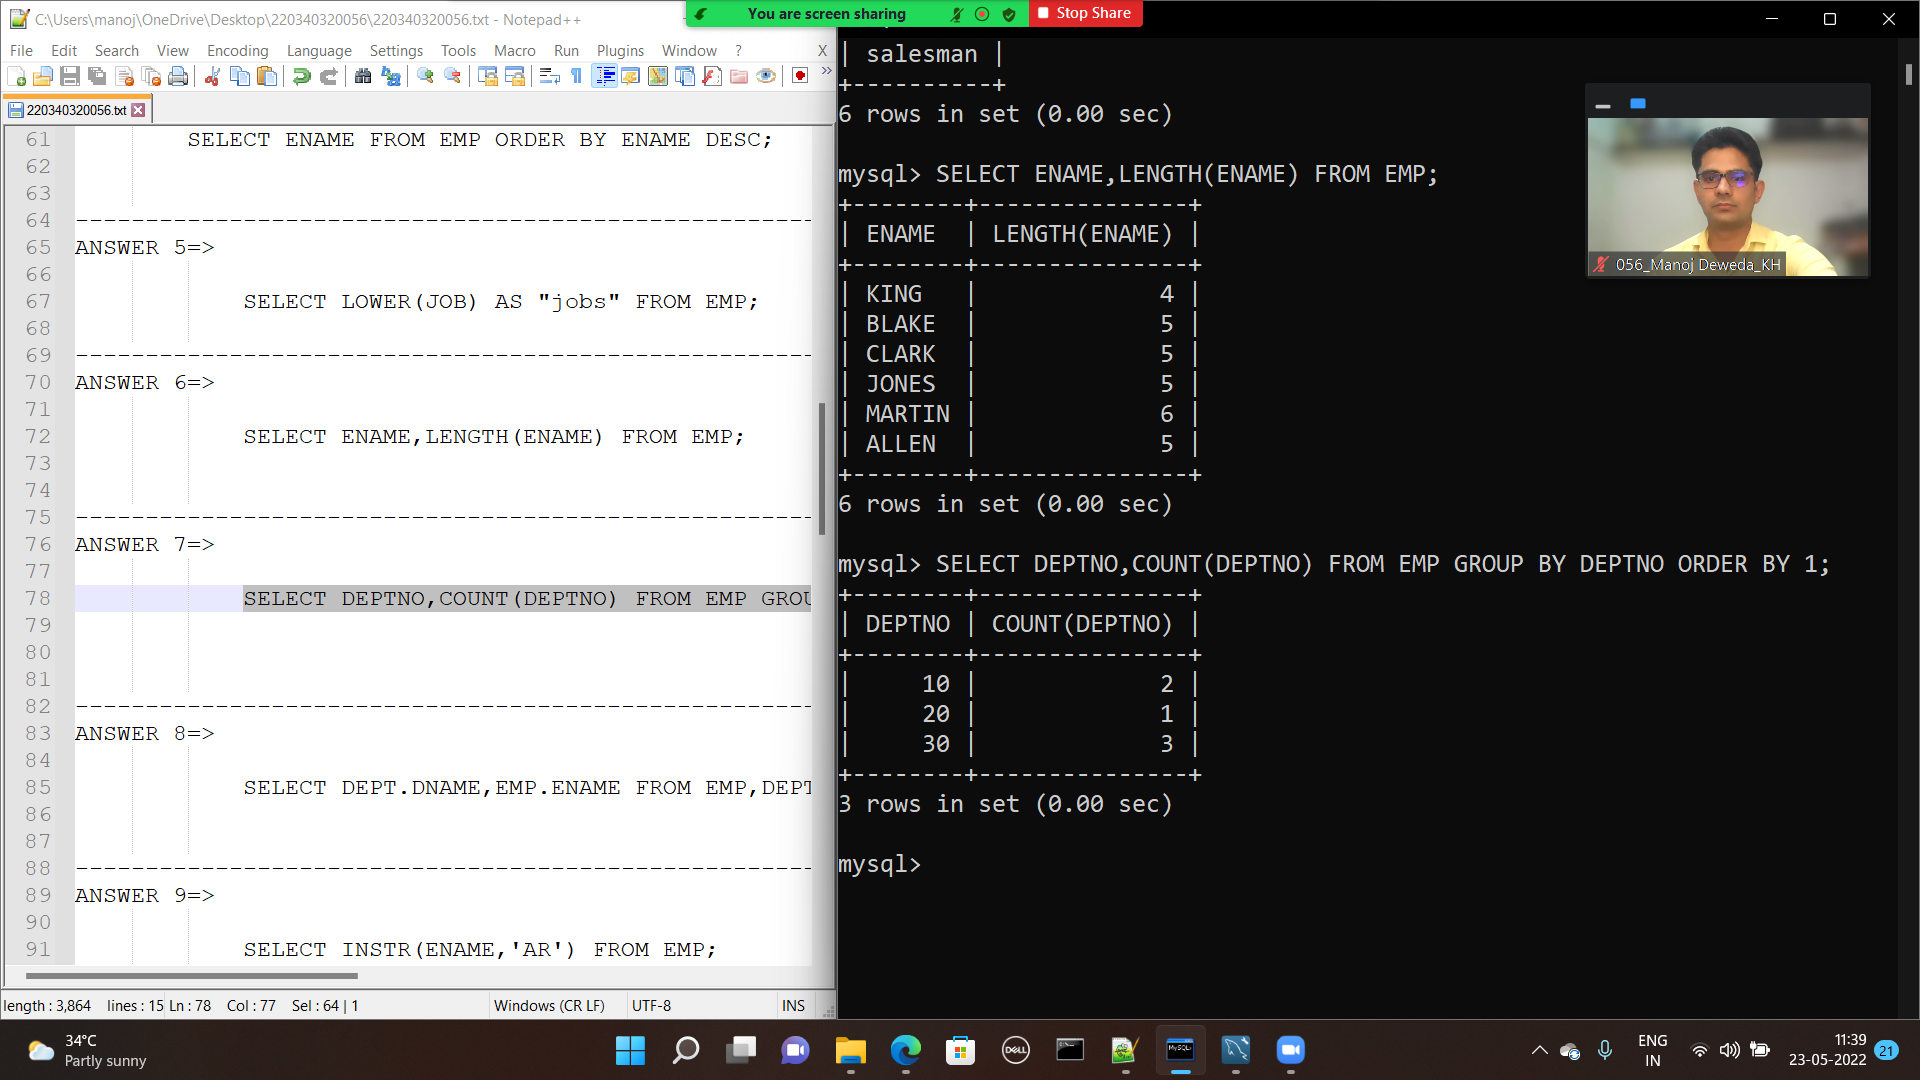 C:\Users\manoj\OneDrive\Desktop\220340320056\220340320056.txt - Notepad++
You are screen sharing
Stop Share
File Edit Search View Encoding Language Settings Tools Macro Run Plugins Window ? X
220340320056.txt
61 SELECT ENAME FROM EMP ORDER BY ENAME DESC;
62
63
64 ----------------------------------------------------
65 ANSWER 5=>
66
67 SELECT LOWER(JOB) AS "jobs" FROM EMP;
68
69 ----------------------------------------------------
70 ANSWER 6=>
71
72 SELECT ENAME,LENGTH(ENAME) FROM EMP;
73
74
75 ----------------------------------------------------
76 ANSWER 7=>
77
78 SELECT DEPTNO,COUNT(DEPTNO) FROM EMP GROU
79
80
81
82 ----------------------------------------------------
83 ANSWER 8=>
84
85 SELECT DEPT.DNAME,EMP.ENAME FROM EMP,DEPT
86
87
88 ----------------------------------------------------
89 ANSWER 9=>
90
91 SELECT INSTR(ENAME,'AR') FROM EMP;
length : 3,864 lines : 15 Ln : 78 Col : 77 Sel : 64 | 1 Windows (CR LF) UTF-8 INS
| salesman |
+----------+
6 rows in set (0.00 sec)
mysql> SELECT ENAME,LENGTH(ENAME) FROM EMP;
+--------+---------------+
| ENAME | LENGTH(ENAME) |
+--------+---------------+
| KING | 4 |
| BLAKE | 5 |
| CLARK | 5 |
| JONES | 5 |
| MARTIN | 6 |
| ALLEN | 5 |
+--------+---------------+
6 rows in set (0.00 sec)
mysql> SELECT DEPTNO,COUNT(DEPTNO) FROM EMP GROUP BY DEPTNO ORDER BY 1;
+--------+---------------+
| DEPTNO | COUNT(DEPTNO) |
+--------+---------------+
| 10 | 2 |
| 20 | 1 |
| 30 | 3 |
+--------+---------------+
3 rows in set (0.00 sec)
mysql>
056_Manoj Deweda_KH
34°C
Partly sunny
DELL
MySQL
ENG
IN
11:39
23-05-2022
21